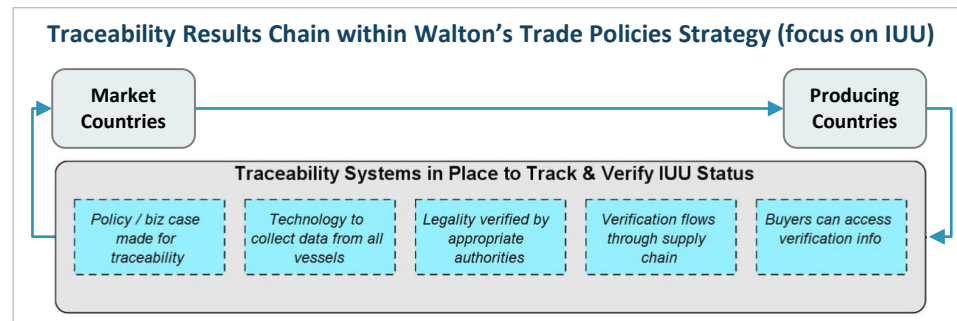 Traceability Results Chain within Walton's Trade Policies Strategy (focus on IUU)
Market
Countries
Producing
Countries
Traceability Systems in Place to Track & Verify IUU Status
Policy / biz case
made for
traceability
Technology to
collect data from all
vessels
Legality verified by
appropriate
authorities
Verification flows
through supply
chain
Buyers can access
verification info